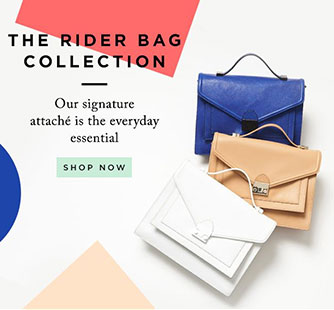 THE RIDER BAG
COLLECTION
Our signature
attaché is the everyday
essential
SHOP NOW